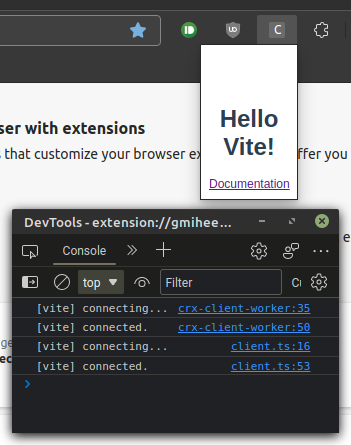 C
Hello
Vite!
Documentation
ser with extensions
s that customize your browser ex
ffer you
DevTools - extension://gmihee...
Console
top
Filter
[vite] connecting... crx-client-worker:35
[vite] connected. crx-client-worker:50
[vite] connecting... client.ts:16
[vite] connected. client.ts:53